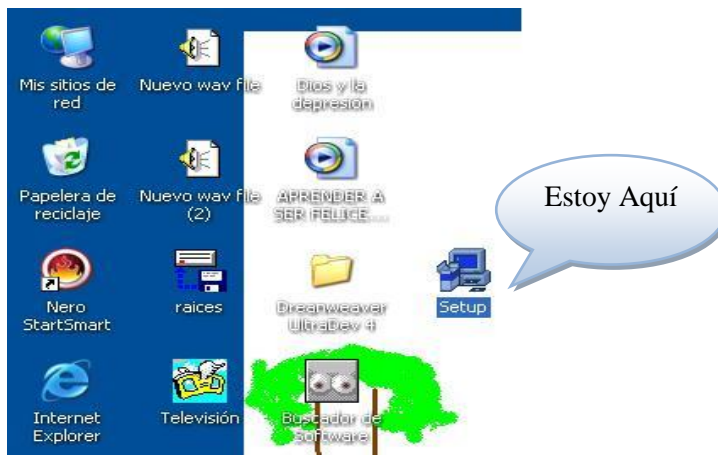 Mis sitios de
red
Nuevo wav file
Dios y la
depresión
Papelera de
reciclaje
Nuevo wav file
(2)
APRENDER A
SER FELICE...
Estoy Aquí
Nero
StartSmart
raices
Dreanweaver
UltraDev 4
Setup
Internet
Explorer
Televisión
Buscador de
software